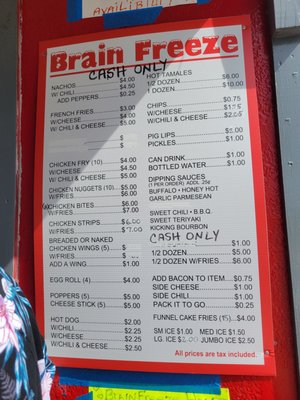 AVAILIBILITY
Brain Freeze
CASH ONLY
NACHOS $4.00
W/ CHILI $4.50
ADD PEPPERS $0.25
FRENCH FRIES $3.00
W/CHEESE $4.00
W/CHILI & CHEESE $5.00
$
$
CHICKEN FRY (10) $4.00
W/CHEESE $4.50
W/CHILI & CHEESE $5.00
CHICKEN NUGGETS (10) $5.00
W/FRIES $6.00
CHICKEN BITES $6.00
W/FRIES $7.00
CHICKEN STRIPS $6.00
W/FRIES $7.00
BREADED OR NAKED
CHICKEN WINGS (5) $
W/FRIES $
ADD A WING $1.00
EGG ROLL (4) $4.00
POPPERS (5) $5.00
CHEESE STICK (5) $5.00
HOT DOG $2.00
W/CHILI $2.25
W/CHEESE $2.25
W/CHILI & CHEESE $2.50
HOT TAMALES
1/2 DOZEN $6.00
1 DOZEN $10.00
CHIPS $0.75
W/CHEESE
W/CHILI & CHEESE
PIG LIPS
PICKLES $1.00
CAN DRINK $1.00
BOTTLED WATER $1.00
DIPPING SAUCES
(1 PER ORDER) ADDL 35¢
BUFFALO • HONEY HOT
GARLIC PARMESEAN
SWEET CHILI • B.B.Q.
SWEET TERIYAKI
KICKING BOURBON
CASH ONLY
$1.00
1/2 DOZEN $5.00
1/2 DOZEN W/FRIES $6.00
ADD BACON TO ITEM $0.75
SIDE CHEESE $1.00
SIDE CHILI $1.00
PACK IT TO GO $0.25
FUNNEL CAKE FRIES (15) $4.00
SM ICE $1.00 MED ICE $1.50
LG. ICE $2.00 JUMBO ICE $2.50
All prices are tax included.